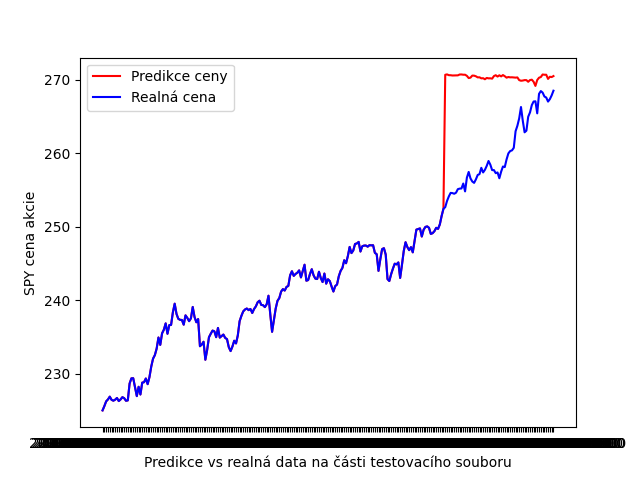 Predikce ceny
Realná cena
270
260
250
240
230
SPY cena akcie
Predikce vs realná data na části testovacího souboru